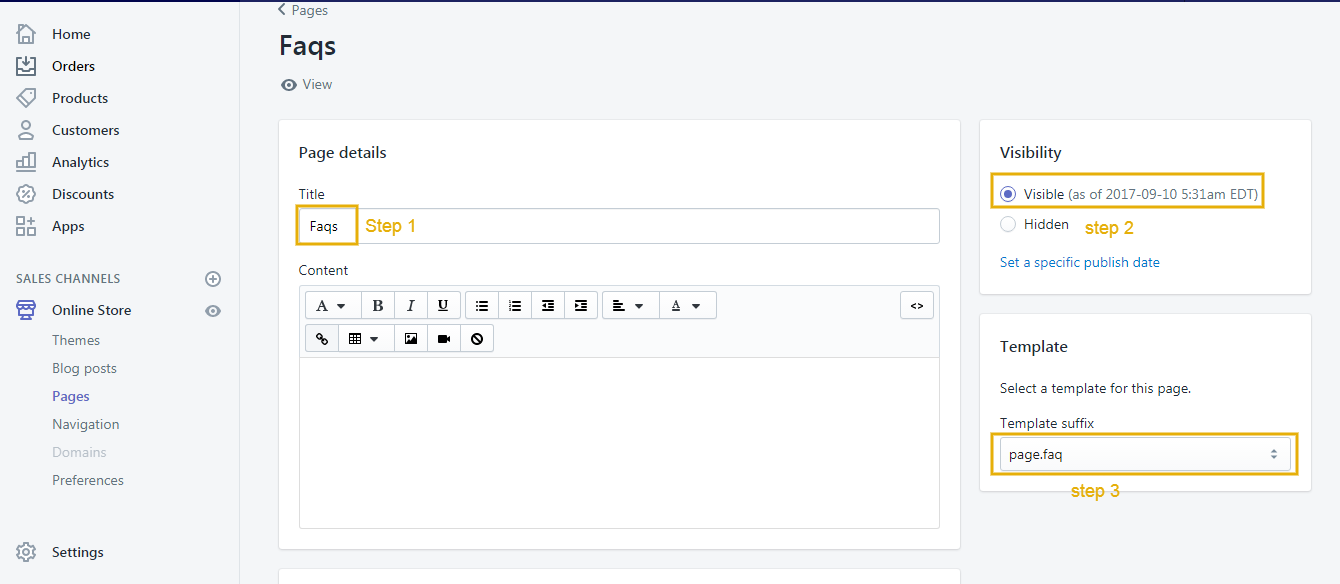 Home
Orders
Products
Customers
Analytics
Discounts
Apps
SALES CHANNELS
Online Store
Themes
Blog posts
Pages
Navigation
Domains
Preferences
Settings
Pages
Faqs
View
Page details
Title
Faqs Step 1
Content
A B I U A <>
Visibility
Visible (as of 2017-09-10 5:31am EDT)
Hidden step 2
Set a specific publish date
Template
Select a template for this page.
Template suffix
page.faq
step 3